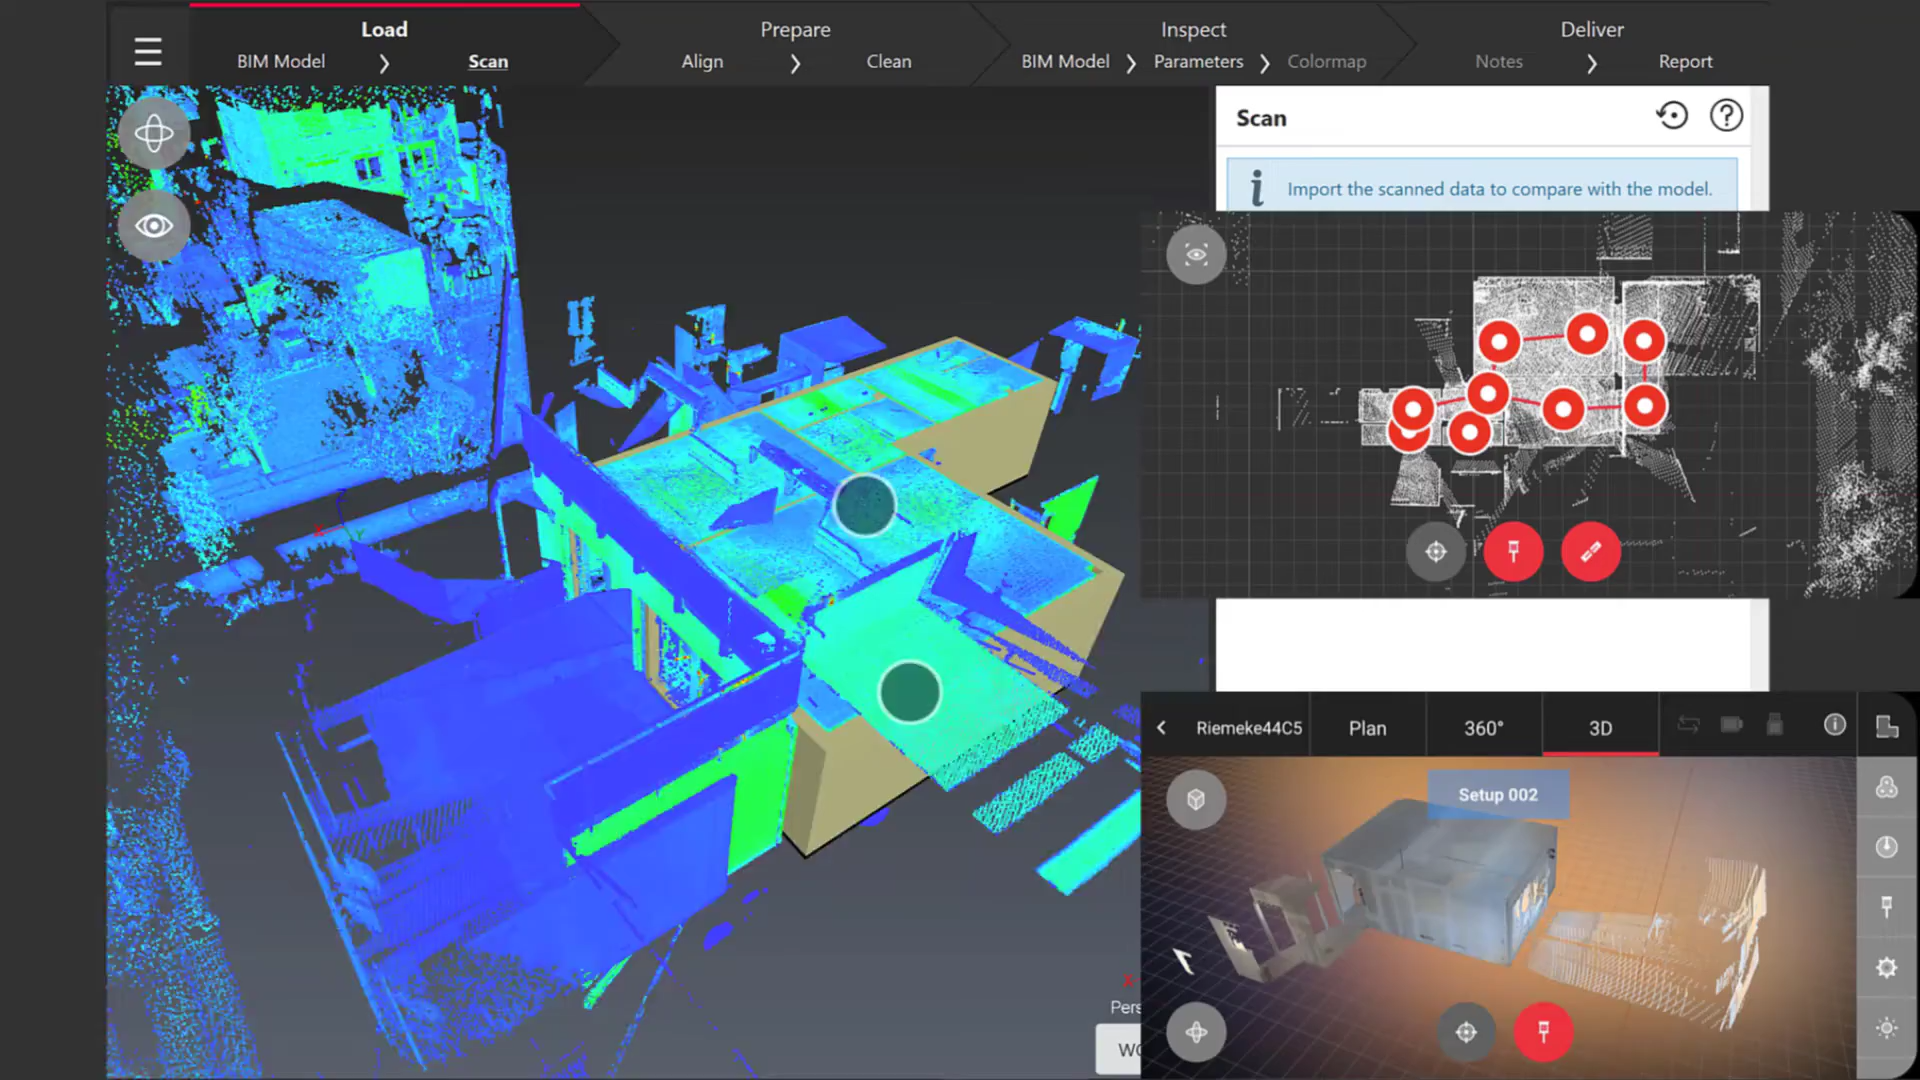 Load
Prepare
Inspect
Deliver
BIM Model
Scan
Align
Clean
BIM Model
Parameters
Colormap
Notes
Report
Scan
Import the scanned data to compare with the model.
Riemeke44C5
Plan
360°
3D
Setup 002
X
Pers